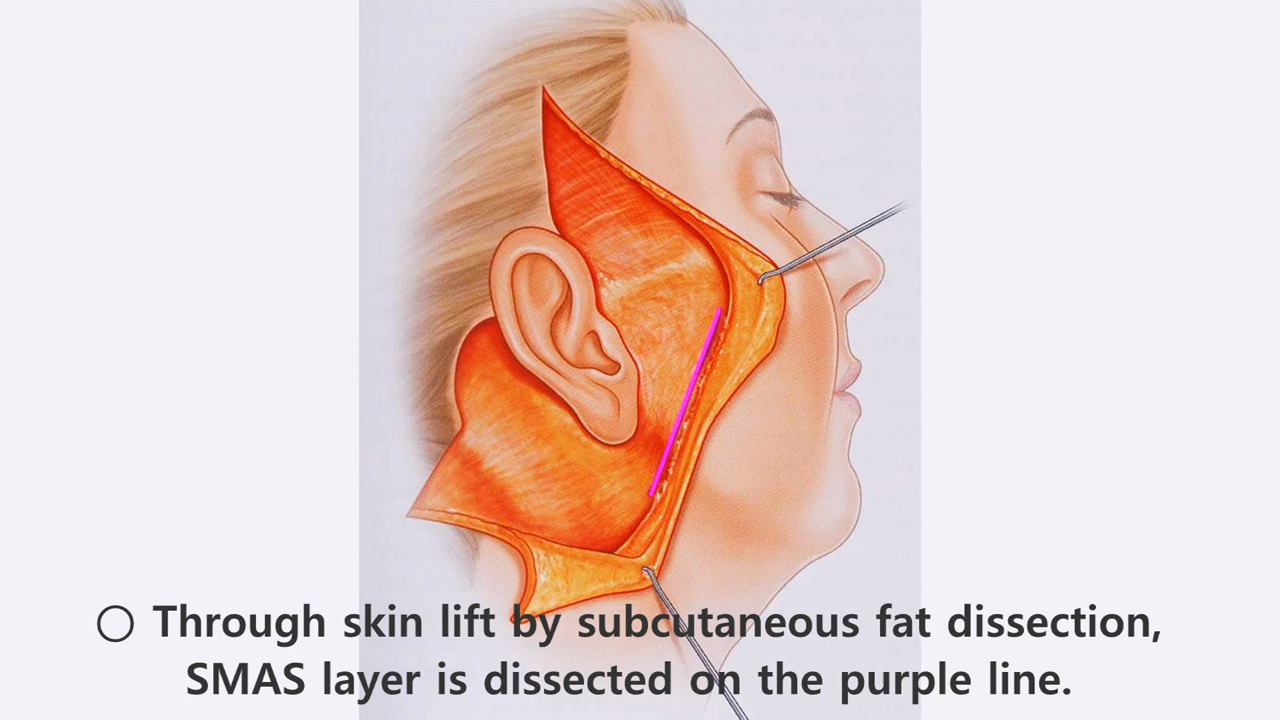 ○ Through skin lift by subcutaneous fat dissection,
SMAS layer is dissected on the purple line.